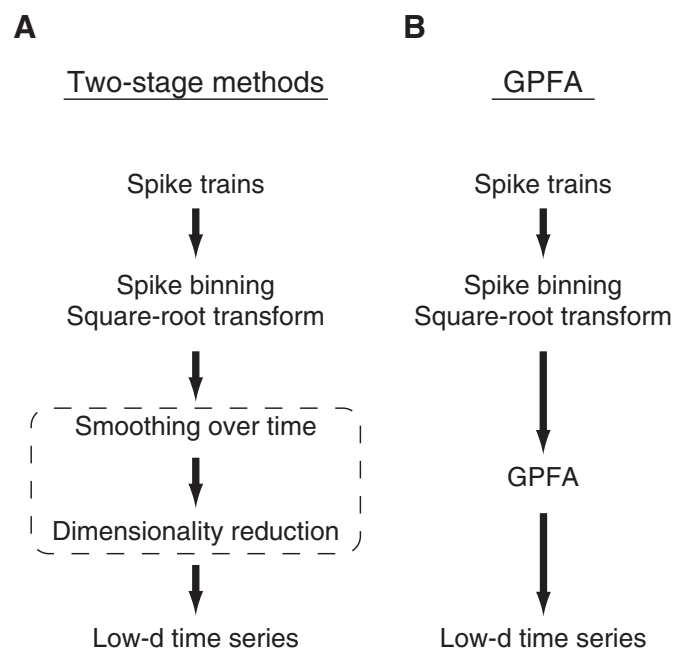 A
Two-stage methods
Spike trains
Spike binning
Square-root transform
Smoothing over time
Dimensionality reduction
Low-d time series
B
GPFA
Spike trains
Spike binning
Square-root transform
GPFA
Low-d time series